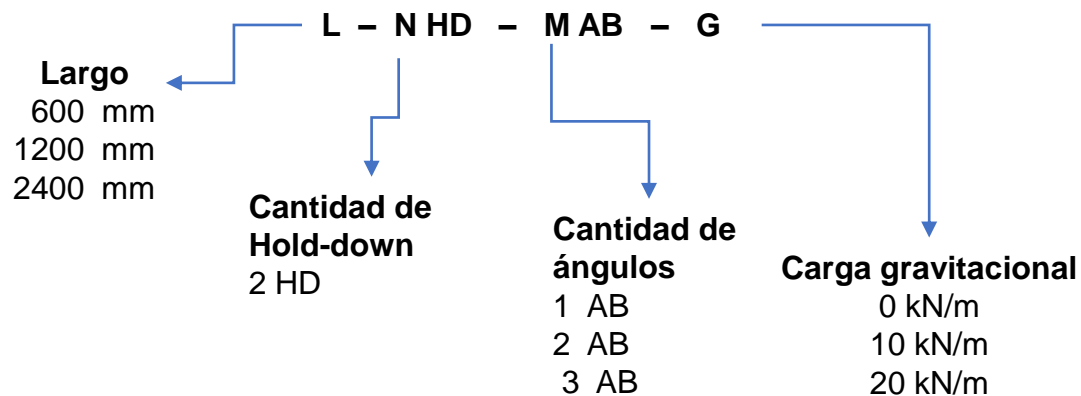 L – N HD – M AB – G
Largo
600 mm
1200 mm
2400 mm
Cantidad de
Hold-down
2 HD
Cantidad de
ángulos
1 AB
2 AB
3 AB
Carga gravitacional
0 kN/m
10 kN/m
20 kN/m